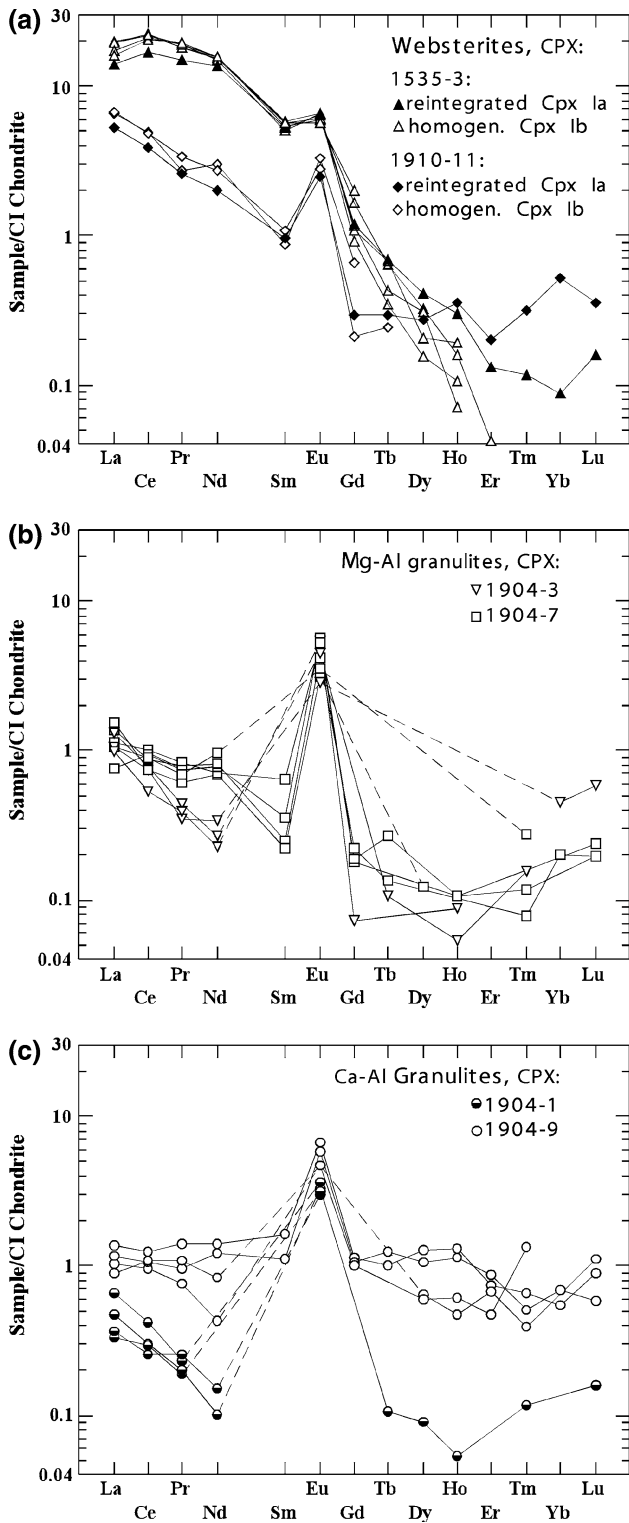 (a)
30
Websterites, CPX:
1535-3:
▲reintegrated Cpx Ia
△homogen. Cpx Ib
1910-11:
◆reintegrated Cpx Ia
◇homogen. Cpx Ib
10
1
0.1
0.04
Sample/CI Chondrite
La Pr Nd Sm Eu Tb Ho Tm Lu
Ce Nd Sm Gd Dy Er Yb
(b)
30
Mg-Al granulites, CPX:
▽1904-3
□1904-7
10
1
0.1
0.04
Sample/CI Chondrite
La Pr Eu Tb Ho Tm Lu
Ce Nd Sm Gd Dy Er Yb
(c)
30
Ca-Al Granulites, CPX:
1904-1
○1904-9
10
1
0.1
0.04
Sample/CI Chondrite
La Pr Eu Tb Ho Tm Lu
Ce Nd Sm Gd Dy Er Yb